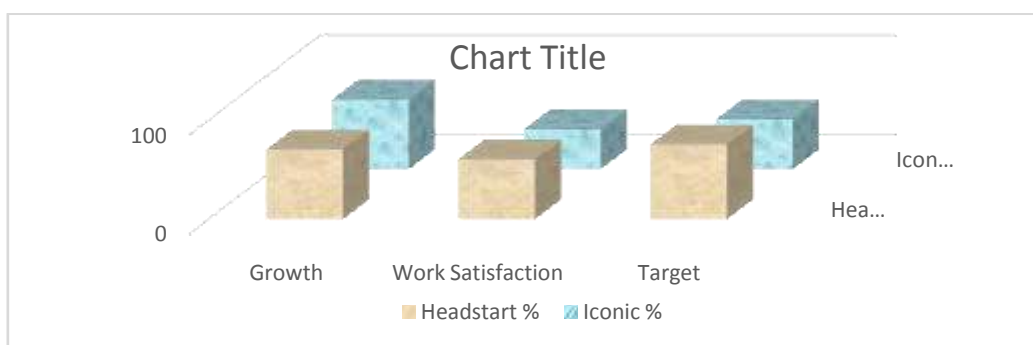 Chart Title
100
0
Icon...
Hea...
Growth Work Satisfaction Target
Headstart % Iconic %